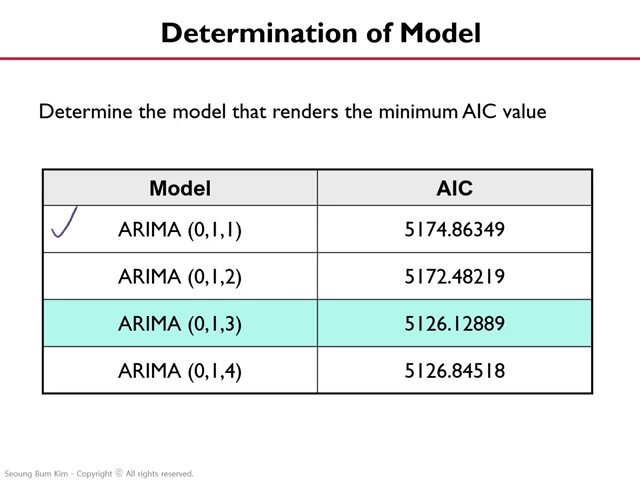 Determination of Model
Determine the model that renders the minimum AIC value
Model AIC
ARIMA (0,1,1) 5174.86349
ARIMA (0,1,2) 5172.48219
ARIMA (0,1,3) 5126.12889
ARIMA (0,1,4) 5126.84518
Seoung Bum Kim - Copyright ⓒ All rights reserved.